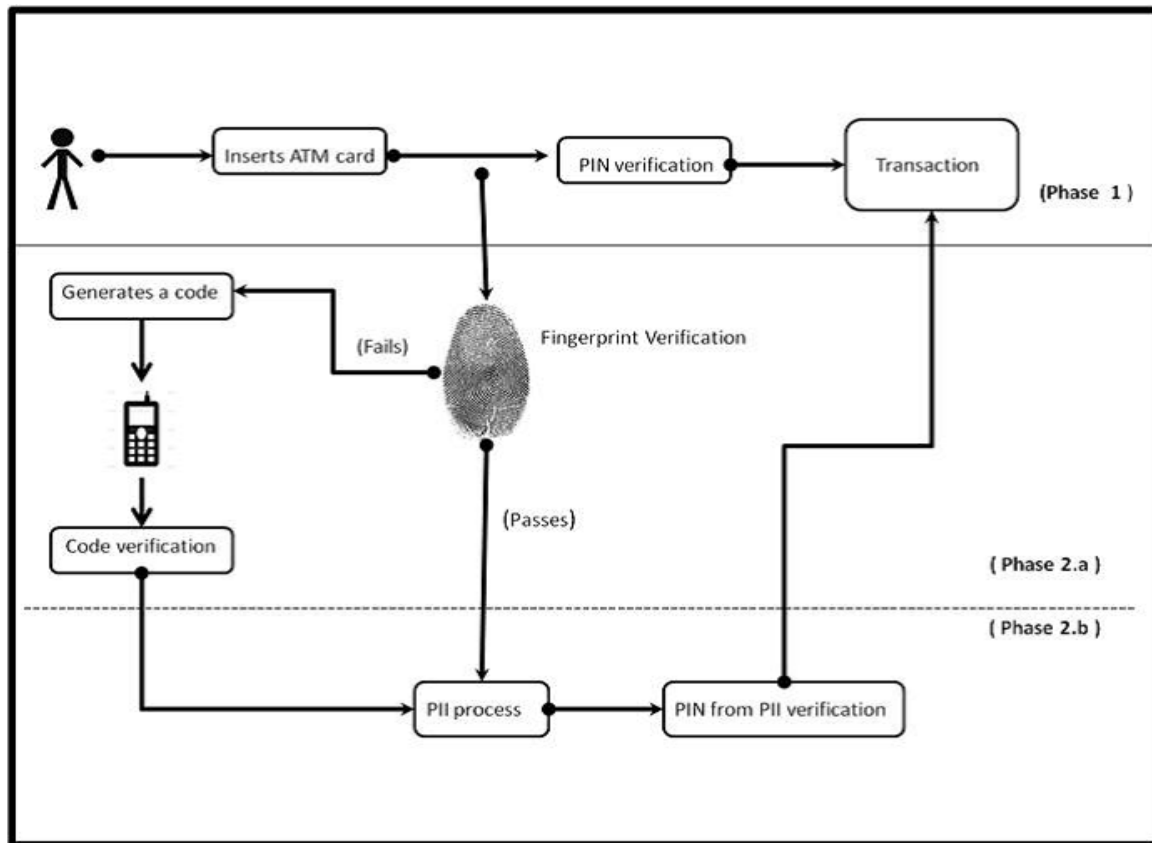 Inserts ATM card
PIN verification
Transaction
(Phase 1 )
Generates a code
(Fails)
Fingerprint Verification
(Passes)
Code verification
( Phase 2.a )
( Phase 2.b )
PII process
PIN from PII verification